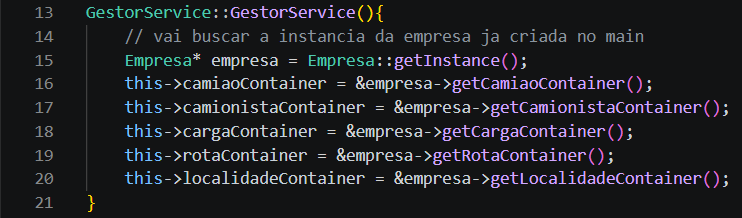 13 GestorService::GestorService(){
14 // vai buscar a instancia da empresa ja criada no main
15 Empresa* empresa = Empresa::getInstance();
16 this->camiaoContainer = &empresa->getCamiaoContainer();
17 this->camionistaContainer = &empresa->getCamionistaContainer();
18 this->cargaContainer = &empresa->getCargaContainer();
19 this->rotaContainer = &empresa->getRotaContainer();
20 this->localidadeContainer = &empresa->getLocalidadeContainer();
21 }